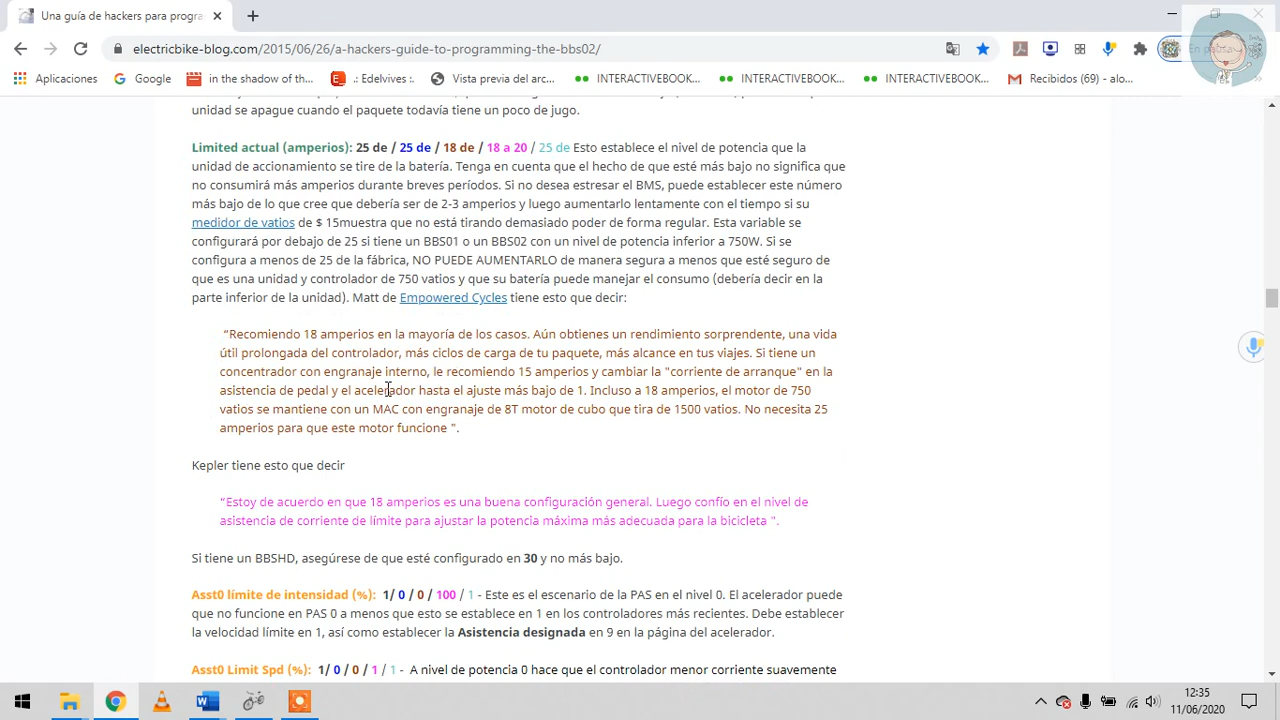 Una guía de hackers para progra
electricbike-blog.com/2015/06/26/a-hackers-guide-to-programming-the-bbs02/
En pausa
Aplicaciones
Google
in the shadow of th...
.: Edelvives :.
Vista previa del arc...
INTERACTIVEBOOK...
INTERACTIVEBOOK...
INTERACTIVEBOOK...
Recibidos (69) - alo...
unidad se apague cuando el paquete todavía tiene un poco de jugo.
Limited actual (amperios): 25 de / 25 de / 18 de / 18 a 20 / 25 de Esto establece el nivel de potencia que la
unidad de accionamiento se tire de la batería. Tenga en cuenta que el hecho de que esté más bajo no significa que
no consumirá más amperios durante breves períodos. Si no desea estresar el BMS, puede establecer este número
más bajo de lo que cree que debería ser de 2-3 amperios y luego aumentarlo lentamente con el tiempo si su
medidor de vatios de $ 15muestra que no está tirando demasiado poder de forma regular. Esta variable se
configurará por debajo de 25 si tiene un BBS01 o un BBS02 con un nivel de potencia inferior a 750W. Si se
configura a menos de 25 de la fábrica, NO PUEDE AUMENTARLO de manera segura a menos que esté seguro de
que es una unidad y controlador de 750 vatios y que su batería puede manejar el consumo (debería decir en la
parte inferior de la unidad). Matt de Empowered Cycles tiene esto que decir:
“Recomiendo 18 amperios en la mayoría de los casos. Aún obtienes un rendimiento sorprendente, una vida
útil prolongada del controlador, más ciclos de carga de tu paquete, más alcance en tus viajes. Si tiene un
concentrador con engranaje interno, le recomiendo 15 amperios y cambiar la "corriente de arranque" en la
asistencia de pedal y el acelerador hasta el ajuste más bajo de 1. Incluso a 18 amperios, el motor de 750
vatios se mantiene con un MAC con engranaje de 8T motor de cubo que tira de 1500 vatios. No necesita 25
amperios para que este motor funcione ".
Kepler tiene esto que decir
“Estoy de acuerdo en que 18 amperios es una buena configuración general. Luego confío en el nivel de
asistencia de corriente de límite para ajustar la potencia máxima más adecuada para la bicicleta ".
Si tiene un BBSHD, asegúrese de que esté configurado en 30 y no más bajo.
Asst0 límite de intensidad (%): 1/ 0 / 0 / 100 / 1 - Este es el escenario de la PAS en el nivel 0. El acelerador puede
que no funcione en PAS 0 a menos que esto se establece en 1 en los controladores más recientes. Debe establecer
la velocidad límite en 1, así como establecer la Asistencia designada en 9 en la página del acelerador.
Asst0 Limit Spd (%): 1/ 0 / 0 / 1 / 1 - A nivel de potencia 0 hace que el controlador menor corriente suavemente
12:35
11/06/2020